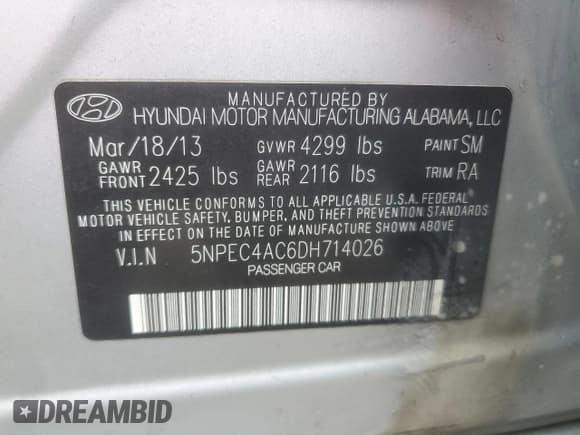 MANUFACTURED BY
HYUNDAI MOTOR MANUFACTURING ALABAMA, LLC
Mar/18/13 GVWR 4299 lbs PAINT SM
GAWR FRONT 2425 lbs GAWR REAR 2116 lbs TRIM RA
THIS VEHICLE CONFORMS TO ALL APPLICABLE U.S.A. FEDERAL
MOTOR VEHICLE SAFETY, BUMPER, AND THEFT PREVENTION STANDARDS
IN EFFECT ON THE DATE OF MANUFACTURE SHOWN ABOVE
V.I.N 5NPEC4AC6DH714026
PASSENGER CAR
DREAMBID